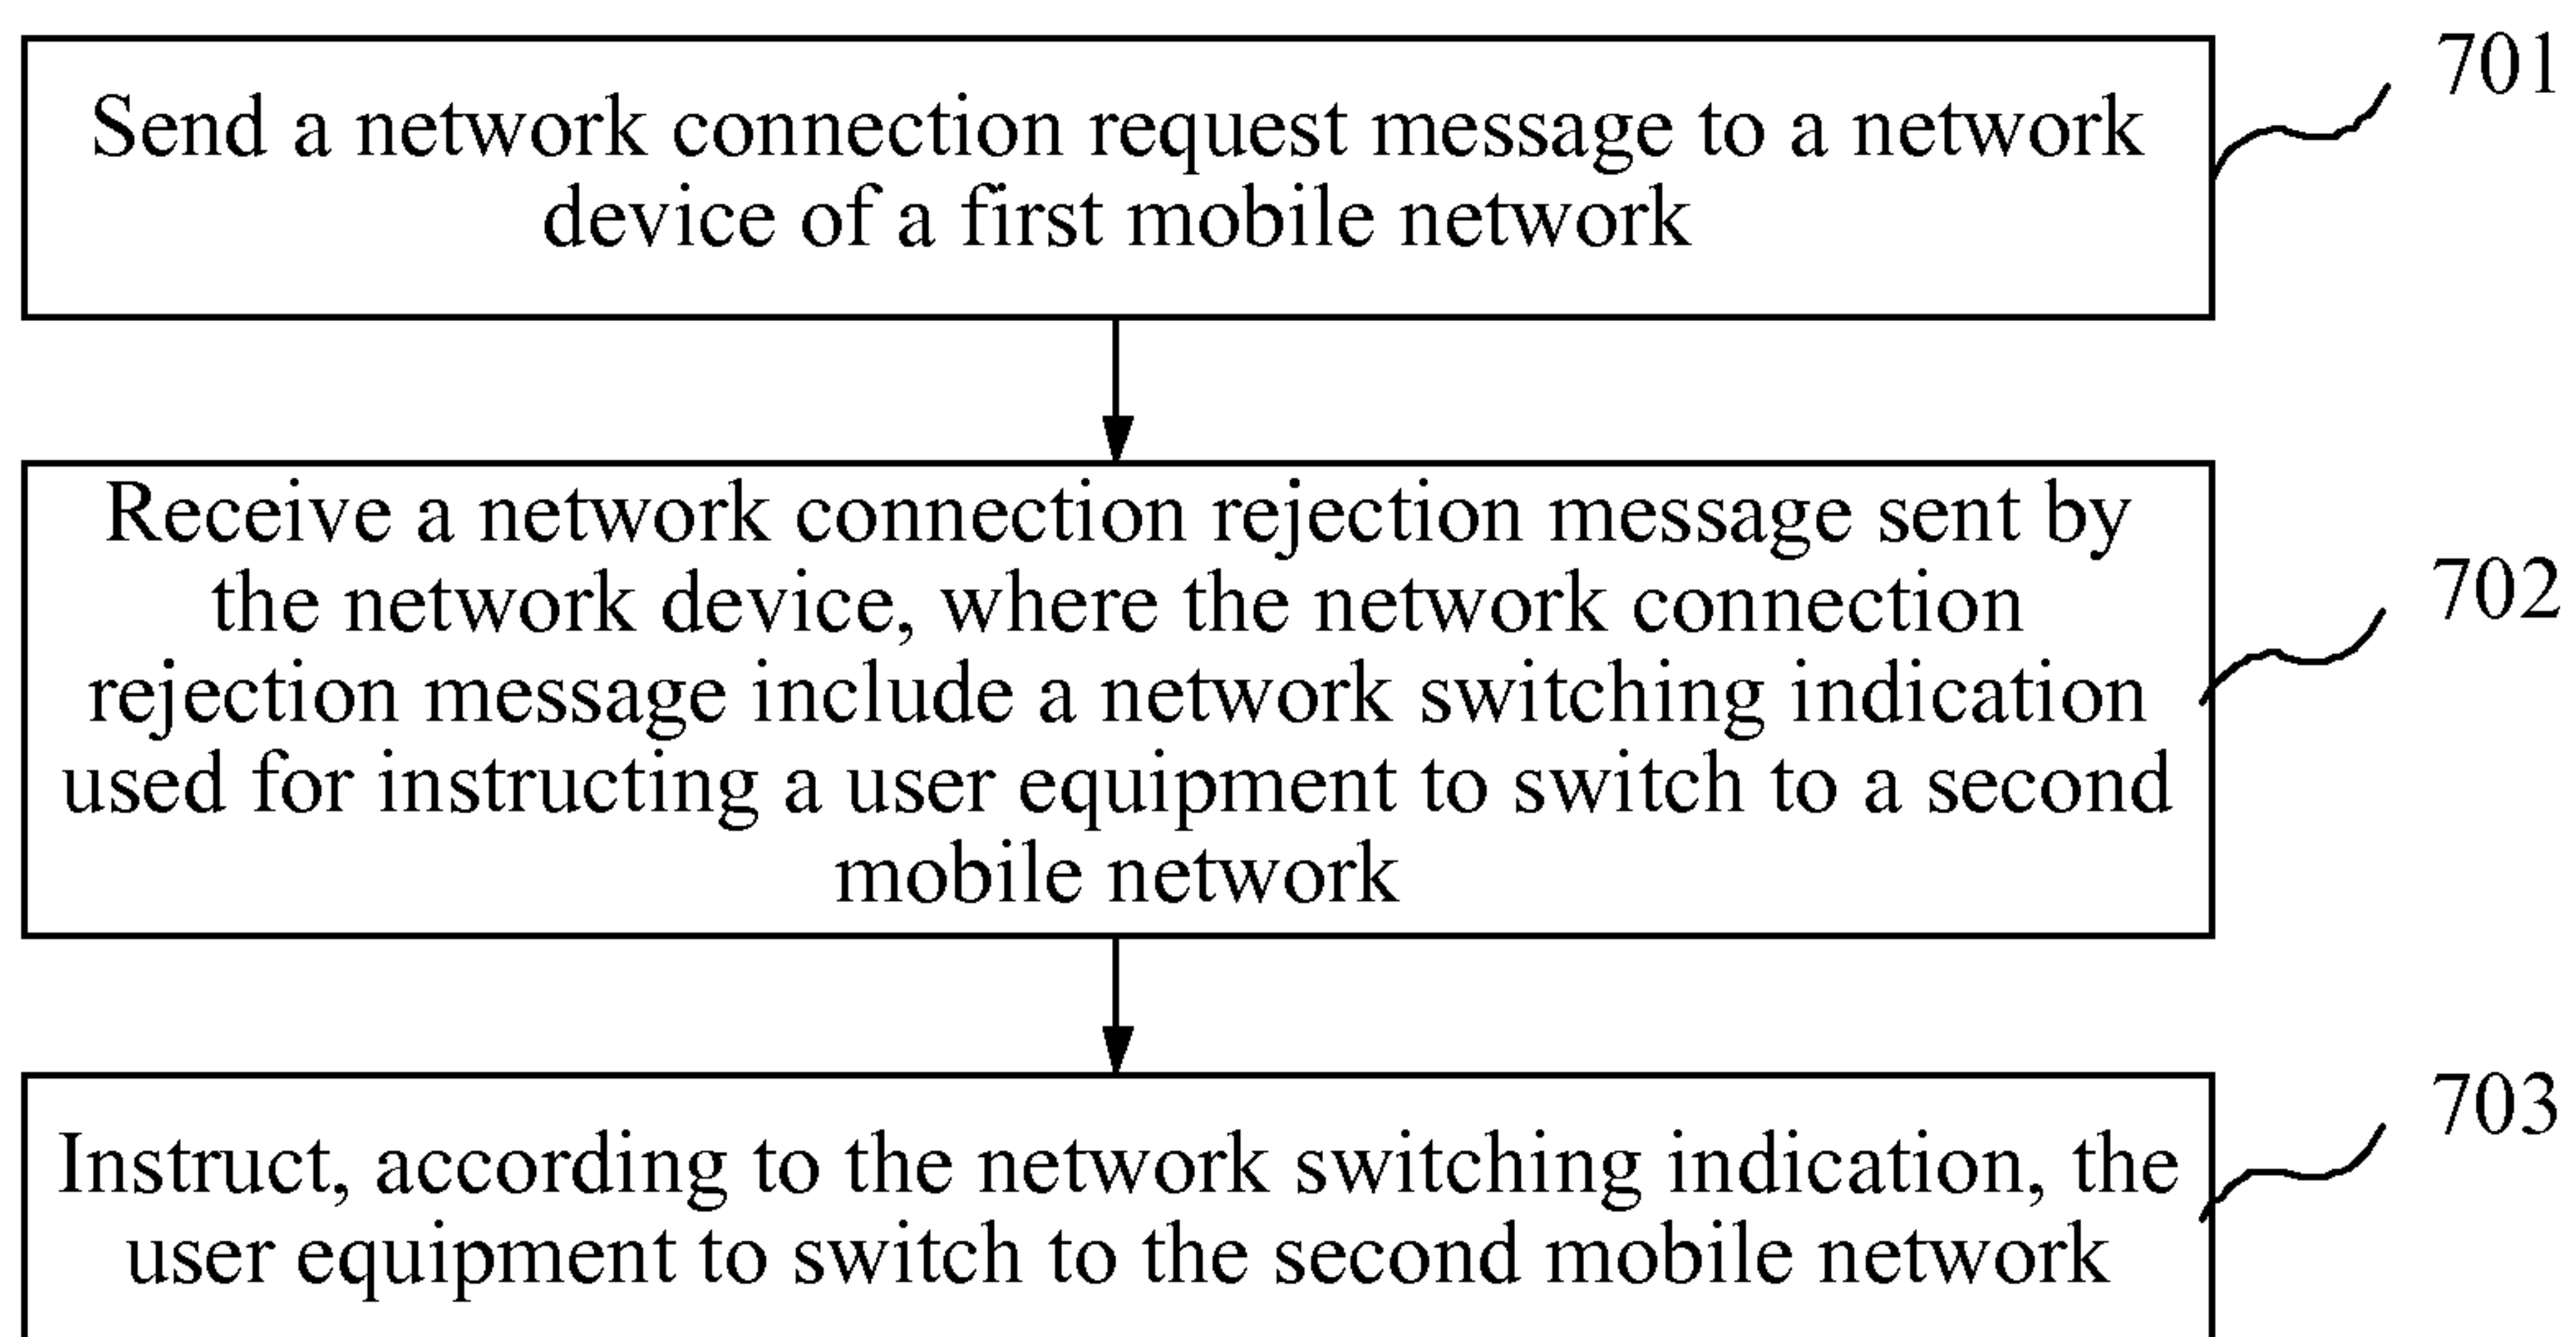 701
Send a network connection request message to a network
device of a first mobile network
Receive a network connection rejection message sent by
the network device, where the network connection
702
rejection message include a network switching indication
used for instructing a user equipment to switch to a second
mobile network
703
Instruct, according to the network switching indication, the
user equipment to switch to the second mobile network